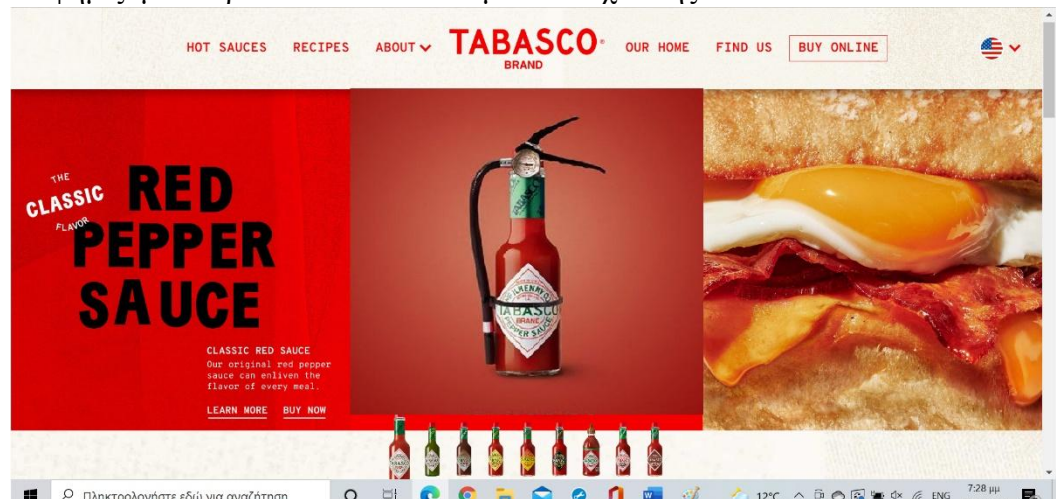 HOT SAUCES RECIPES ABOUT TABASCO® OUR HOME FIND US BUY ONLINE
BRAND
THE
CLASSIC
FLAVOR
RED
PEPPER
SAUCE
CLASSIC RED SAUCE
Our original red pepper
sauce can enliven the
flavor of every meal.
LEARN MORE BUY NOW
TABASCO
BRAND
PEPPER SAUCE
Πληκτρολογήστε εδώ για αναζήτηση
12°C ENG 7:28 μμ